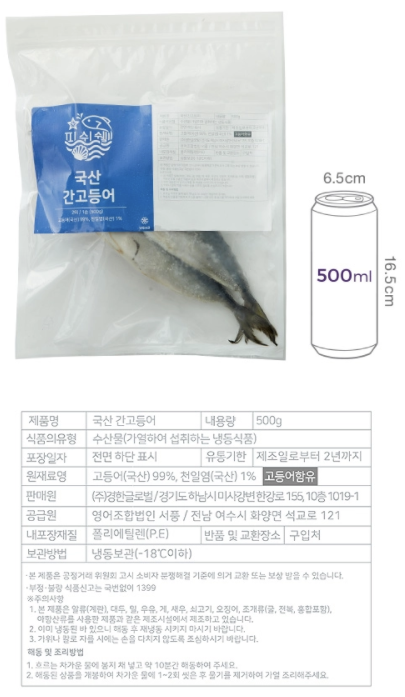 피쉬쉘
국산
간고등어
6.5cm
500ml
16.5cm
제품명 국산 간고등어 내용량 500g
식품의유형 수산물(가열하여 섭취하는 냉동식품)
포장일자 전면 하단 표시 유통기한 제조일로부터 2년까지
원재료명 고등어(국산) 99%, 천일염(국산) 1% 고등어함유
판매원 (주)경한글로벌 / 경기도 하남시 미사강변한강로 155, 10층 1019-1
공급원 영어조합법인 서풍 / 전남 여수시 화양면 석교로 121
내포장재질 폴리에틸렌(P.E) 반품 및 교환장소 구입처
보관방법 냉동보관(-18℃이하)
·본 제품은 공정거래 위원회 고시 소비자 분쟁해결 기준에 의거 교환 또는 보상 받을 수 있습니다.
·부정·불량 식품신고는 국번없이 1399
※주의사항
1. 본 제품은 알류(계란), 대두, 밀, 우유, 게, 새우, 쇠고기, 오징어, 조개류(굴, 전복, 홍합포함),
아황산류를 사용한 제품과 같은 제조시설에서 제조하고 있습니다.
2. 이미 냉동된 바 있으니 해동 후 재냉동 시키지 마시기 바랍니다.
3. 가위나 칼로 자를 시에는 손을 다치지 않도록 조심하시기 바랍니다.
해동 및 조리방법
1. 흐르는 차가운 물에 봉지 채 넣고 약 10분간 해동하여 주세요.
2. 해동된 상품을 개봉하여 차가운 물에 1~2회 씻은 후 물기를 제거하여 기얼 조리해주세요.